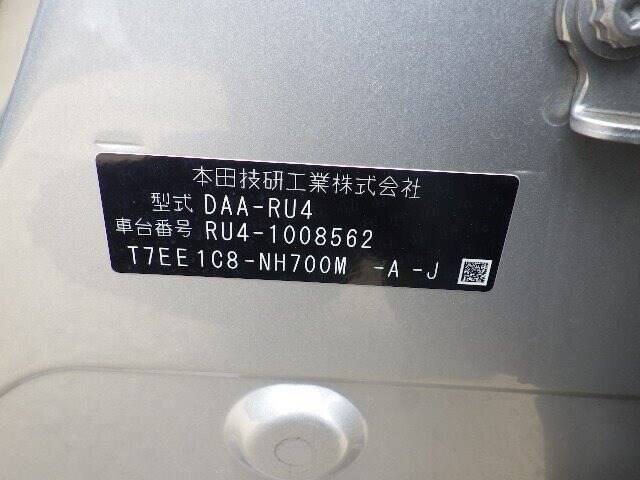 本田技研工業株式会社
型式 DAA-RU4
車台番号 RU4-1008562
T7EE1C8-NH700M -A-J